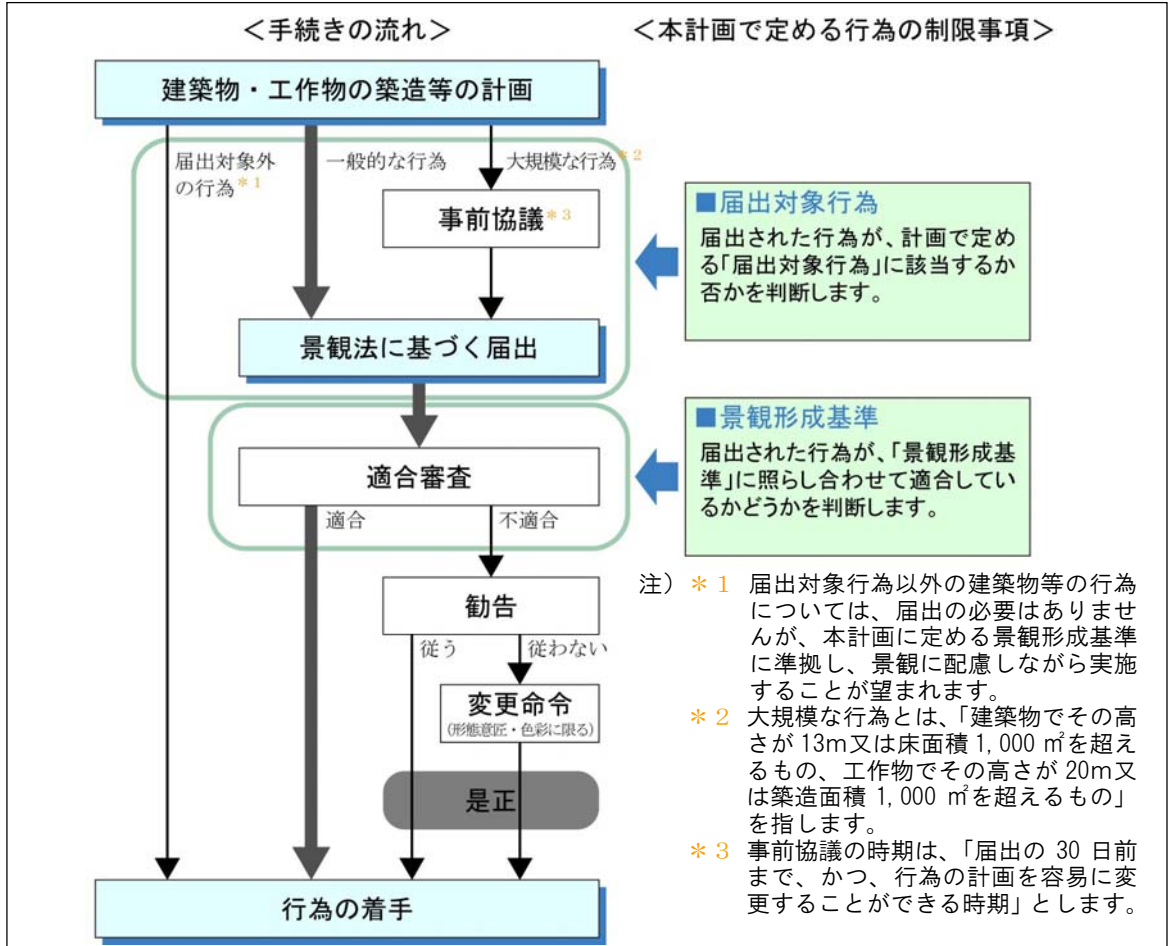 ＜手続きの流れ＞
＜本計画で定める行為の制限事項＞
建築物・工作物の築造等の計画
届出対象外
の行為＊1
一般的な行為
大規模な行為＊2
事前協議＊3
景観法に基づく届出
■届出対象行為
届出された行為が、計画で定め
る「届出対象行為」に該当するか
否かを判断します。
適合審査
適合
不適合
■景観形成基準
届出された行為が、「景観形成基
準」に照らし合わせて適合してい
るかどうかを判断します。
勧告
従う
従わない
変更命令
(形態意匠・色彩に限る)
是正
行為の着手
注）＊1 届出対象行為以外の建築物等の行為
については、届出の必要はありませ
んが、本計画に定める景観形成基準
に準拠し、景観に配慮しながら実施
することが望まれます。
＊2 大規模な行為とは、「建築物でその高
さが 13m又は床面積 1,000 ㎡を超え
るもの、工作物でその高さが 20m又
は築造面積 1,000 ㎡を超えるもの」
を指します。
＊3 事前協議の時期は、「届出の 30 日前
まで、かつ、行為の計画を容易に変
更することができる時期」とします。